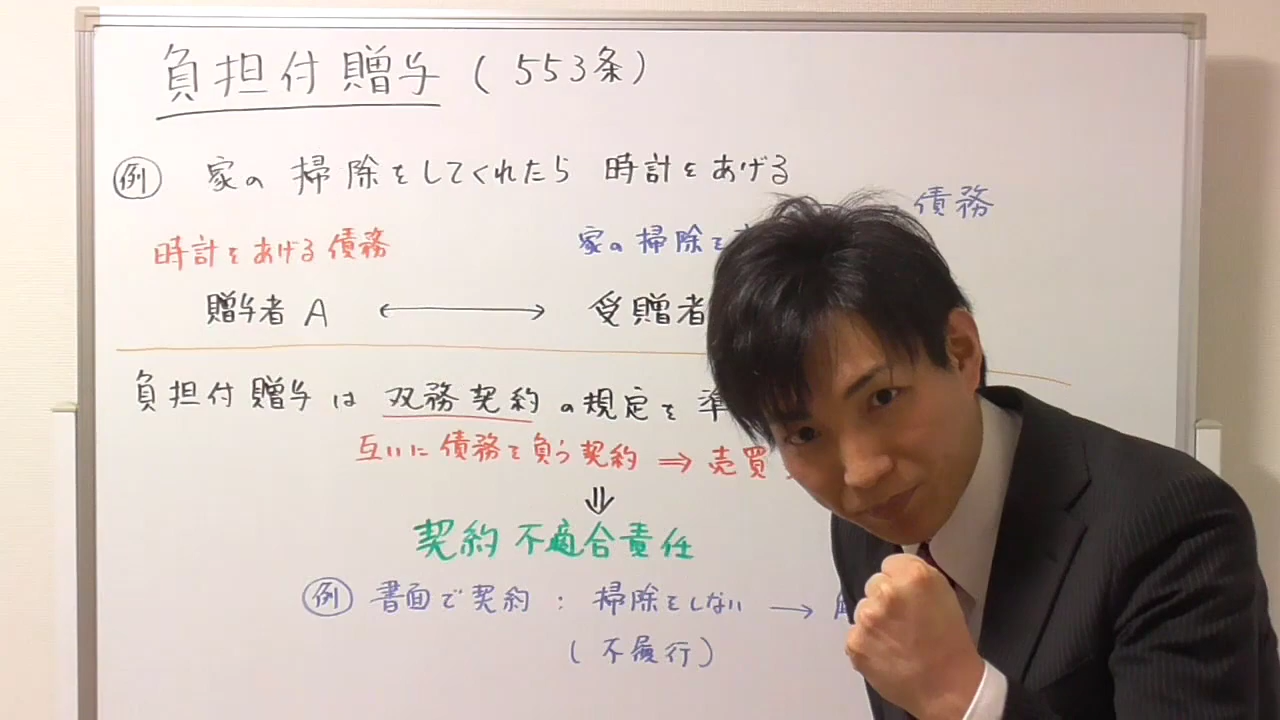 負担付贈与（553条）
例 家の掃除をしてくれたら時計をあげる
債務
時計をあげる債務 家の掃除を
贈与者A ⟷ 受贈者
負担付贈与は双務契約の規定を準
互いに債務を負う契約 ⇒ 売買
⇓
契約不適合責任
例 書面で契約：掃除をしない →
（不履行）